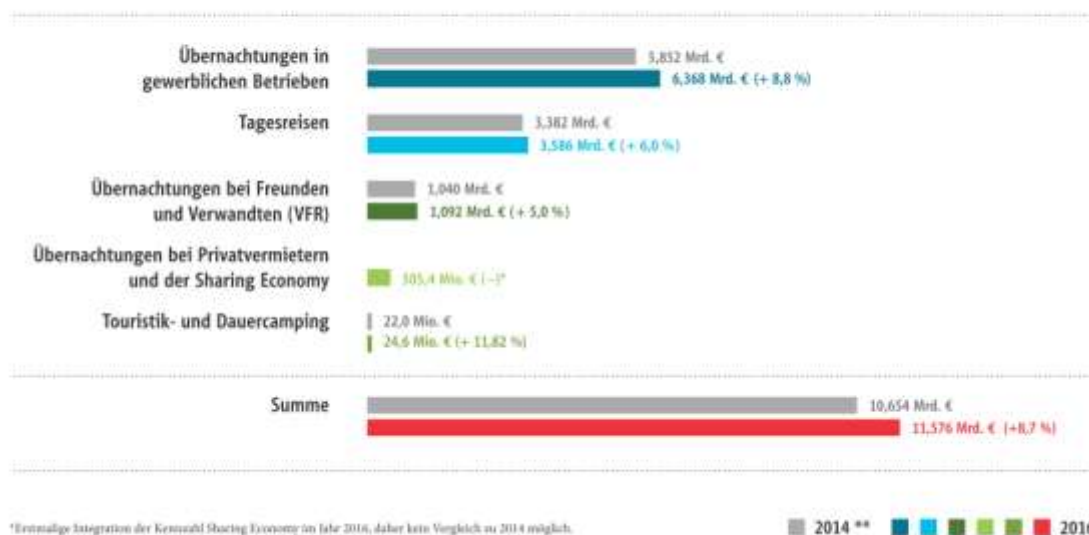 Übernachtungen in
gewerblichen Betrieben
5,852 Mrd. €
6,368 Mrd. € (+ 8,8 %)
Tagesreisen
3,382 Mrd. €
3,586 Mrd. € (+ 6,0 %)
Übernachtungen bei Freunden
und Verwandten (VFR)
1,040 Mrd. €
1,092 Mrd. € (+ 5,0 %)
Übernachtungen bei Privatvermietern
und der Sharing Economy
505,4 Mio. € (–)*
Touristik- und Dauercamping
22,0 Mio. €
24,6 Mio. € (+ 11,82 %)
Summe
10,654 Mrd. €
11,576 Mrd. € (+8,7 %)
*Erstmalige Integration der Kennzahl Sharing Economy im Jahr 2016, daher kein Vergleich zu 2014 möglich.
2014 **
2016